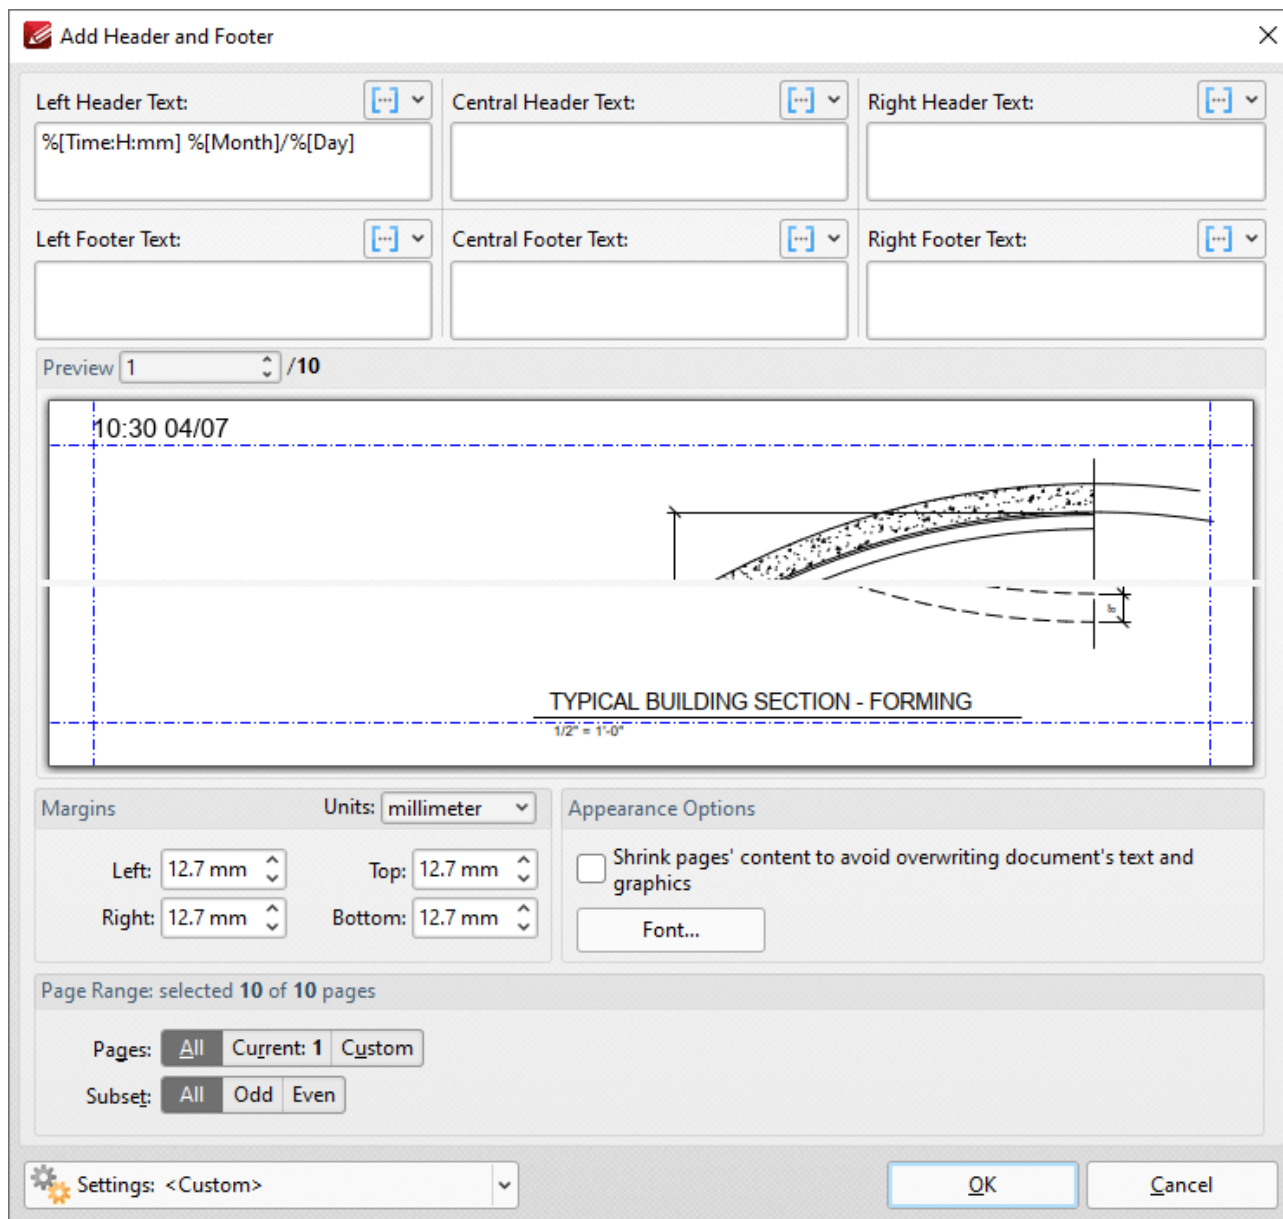 Add Header and Footer
Left Header Text:
Central Header Text:
Right Header Text:
%[Time:H:mm] %[Month]/%[Day]
Left Footer Text:
Central Footer Text:
Right Footer Text:
Preview 1 /10
10:30 04/07
8"
TYPICAL BUILDING SECTION - FORMING
1/2" = 1'-0"
Margins
Units: millimeter
Appearance Options
Left: 12.7 mm
Top: 12.7 mm
Shrink pages' content to avoid overwriting document's text and
graphics
Right: 12.7 mm
Bottom: 12.7 mm
Font...
Page Range: selected 10 of 10 pages
Pages: All Current: 1 Custom
Subset: All Odd Even
Settings: <Custom>
OK
Cancel